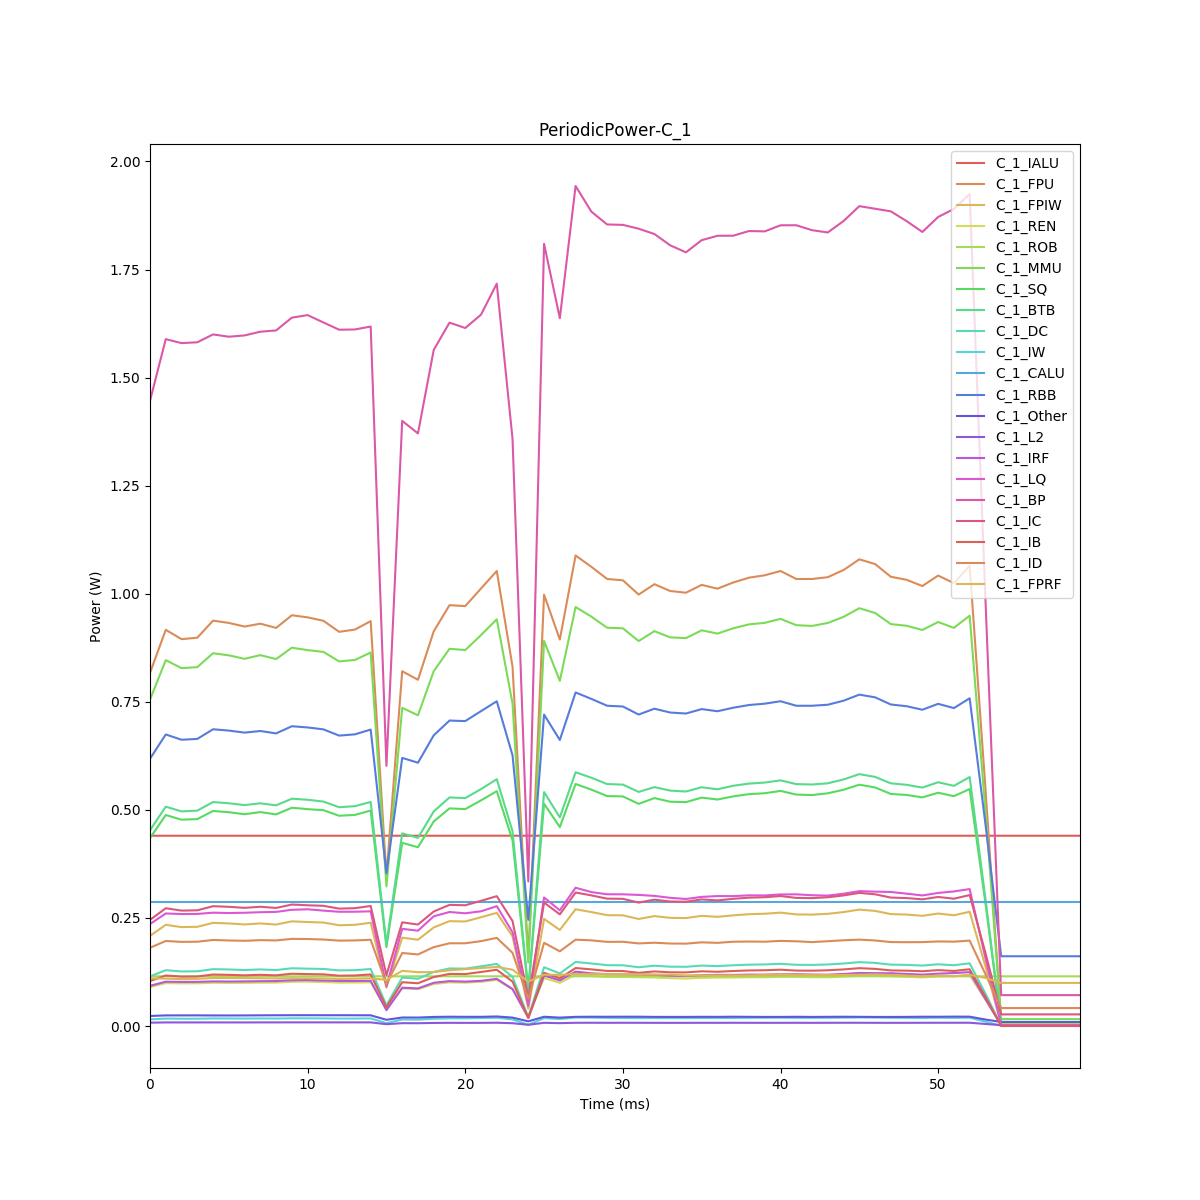 PeriodicPower-C_1
2.00
1.75
1.50
1.25
1.00
0.75
0.50
0.25
0.00
Power (W)
C_1_IALU
C_1_FPU
C_1_FPIW
C_1_REN
C_1_ROB
C_1_MMU
C_1_SQ
C_1_BTB
C_1_DC
C_1_IW
C_1_CALU
C_1_RBB
C_1_Other
C_1_L2
C_1_IRF
C_1_LQ
C_1_BP
C_1_IC
C_1_IB
C_1_ID
C_1_FPRF
0 10 20 30 40 50
Time (ms)